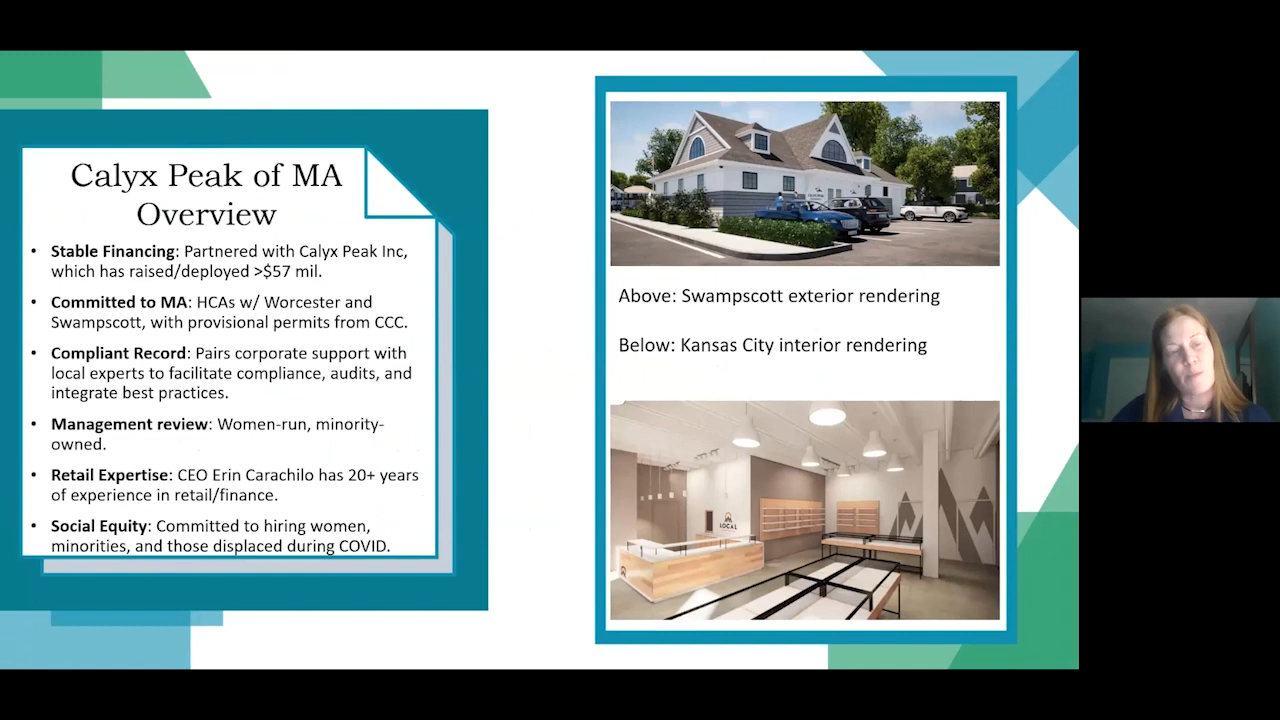 Calyx Peak of MA
Overview
• Stable Financing: Partnered with Calyx Peak Inc,
which has raised/deployed >$57 mil.
• Committed to MA: HCAs w/ Worcester and
Swampscott, with provisional permits from CCC.
• Compliant Record: Pairs corporate support with
local experts to facilitate compliance, audits, and
integrate best practices.
• Management review: Women-run, minority-
owned.
• Retail Expertise: CEO Erin Carachilo has 20+ years
of experience in retail/finance.
• Social Equity: Committed to hiring women,
minorities, and those displaced during COVID.
Above: Swampscott exterior rendering
Below: Kansas City interior rendering
LOCAL